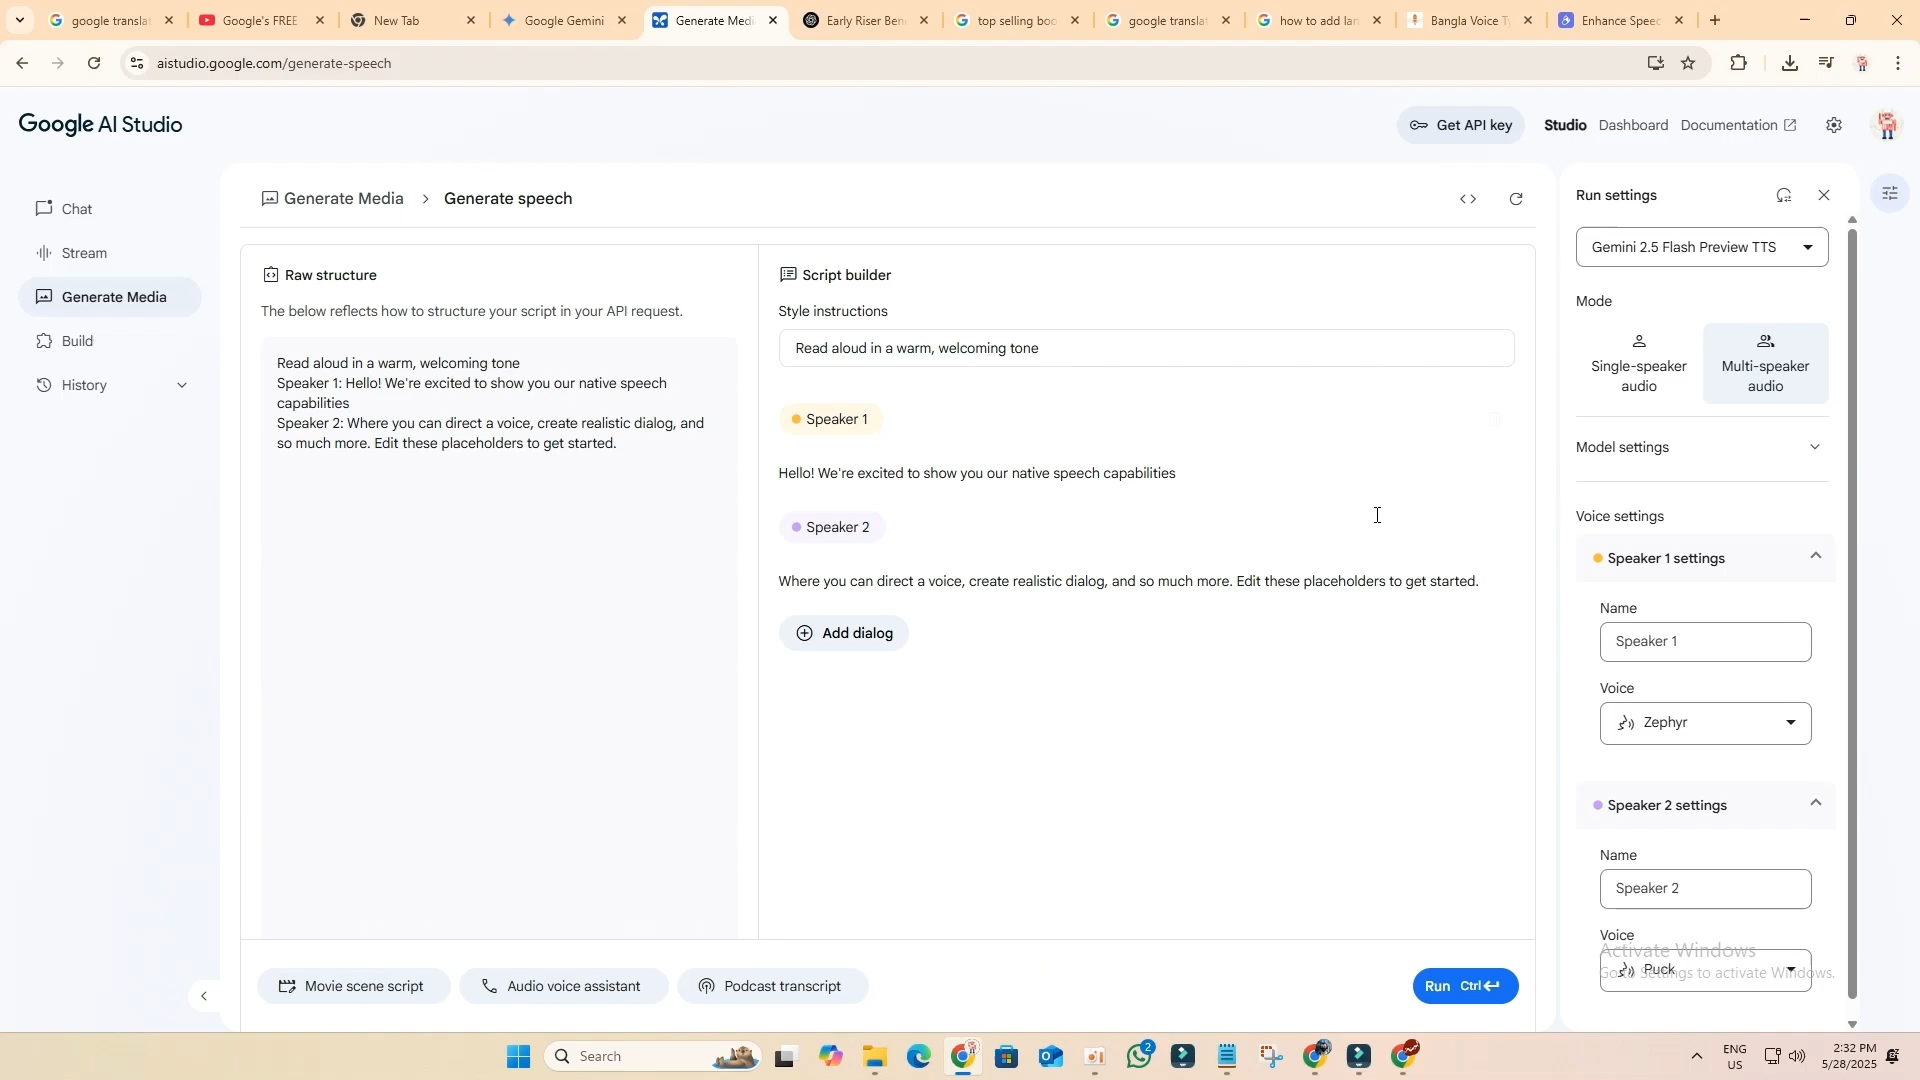 google translat
Google's FREE
New Tab
Google Gemini
Generate Medi
Early Riser Ben
top selling boo
google translat
how to add lan
Bangla Voice T
Enhance Speec
aistudio.google.com/generate-speech
Google AI Studio
Get API key
Studio
Dashboard
Documentation
Chat
Stream
Generate Media
Build
History
Generate Media > Generate speech
Raw structure
The below reflects how to structure your script in your API request.
Read aloud in a warm, welcoming tone
Speaker 1: Hello! We're excited to show you our native speech
capabilities
Speaker 2: Where you can direct a voice, create realistic dialog, and
so much more. Edit these placeholders to get started.
Script builder
Style instructions
Read aloud in a warm, welcoming tone
Speaker 1
Hello! We're excited to show you our native speech capabilities
Speaker 2
Where you can direct a voice, create realistic dialog, and so much more. Edit these placeholders to get started.
Add dialog
Movie scene script
Audio voice assistant
Podcast transcript
Run Ctrl
Run settings
Gemini 2.5 Flash Preview TTS
Mode
Single-speaker
audio
Multi-speaker
audio
Model settings
Voice settings
Speaker 1 settings
Name
Speaker 1
Voice
Zephyr
Speaker 2 settings
Name
Speaker 2
Voice
Puck
Activate Windows
Go to Settings to activate Windows.
Search
2
ENG
US
2:32 PM
5/28/2025